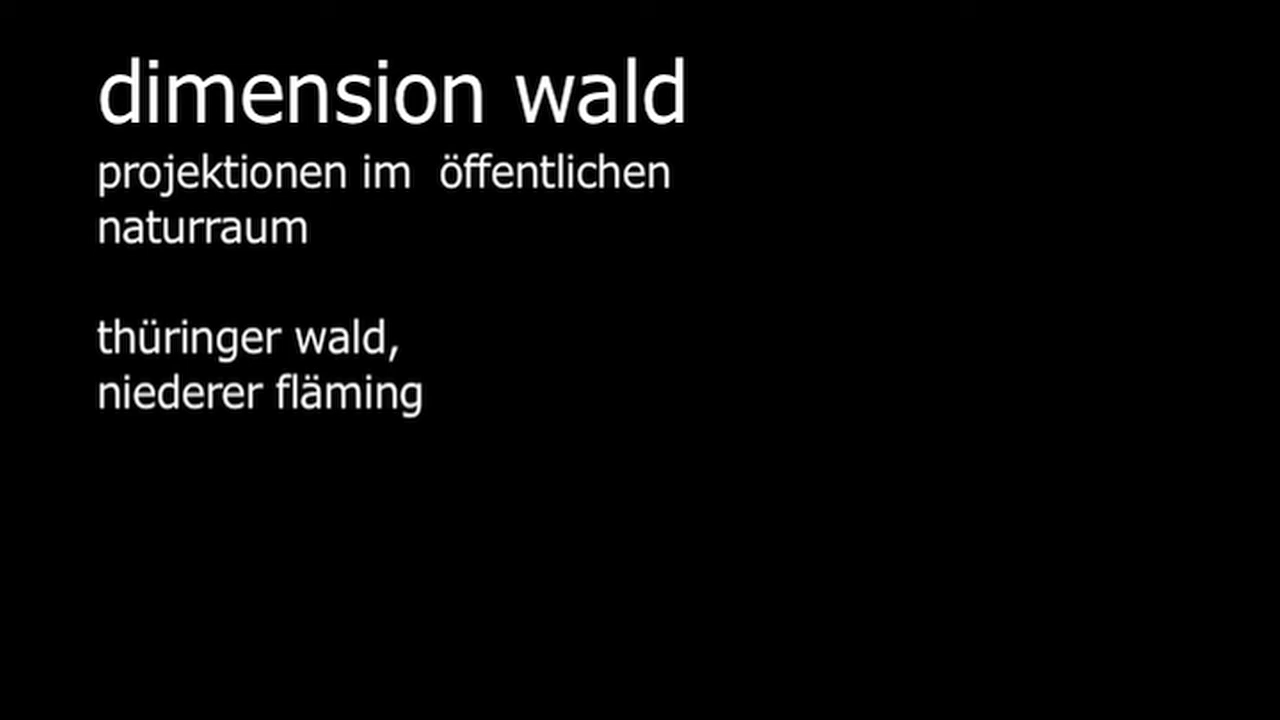 dimension wald
projektionen im  öffentlichen
naturraum
thüringer wald,
niederer fläming